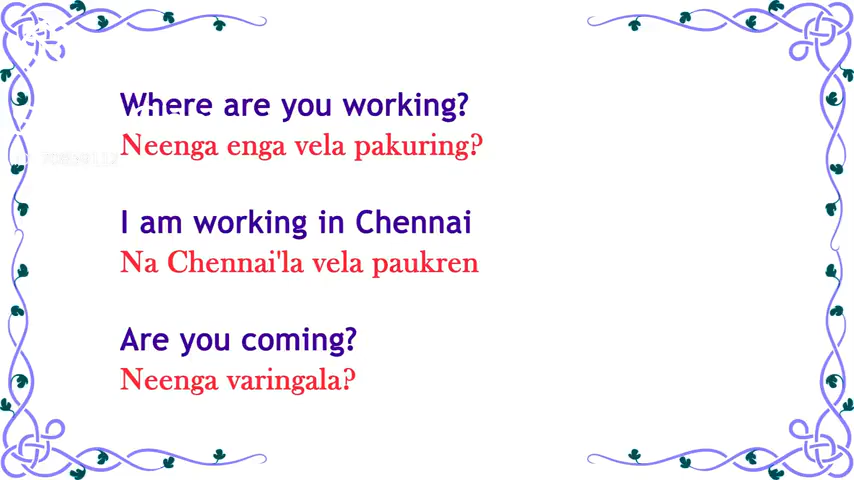 Where are you working?
Neenga enga vela pakuring?
I am working in Chennai
Na Chennai'la vela paukren
Are you coming?
Neenga varingala?